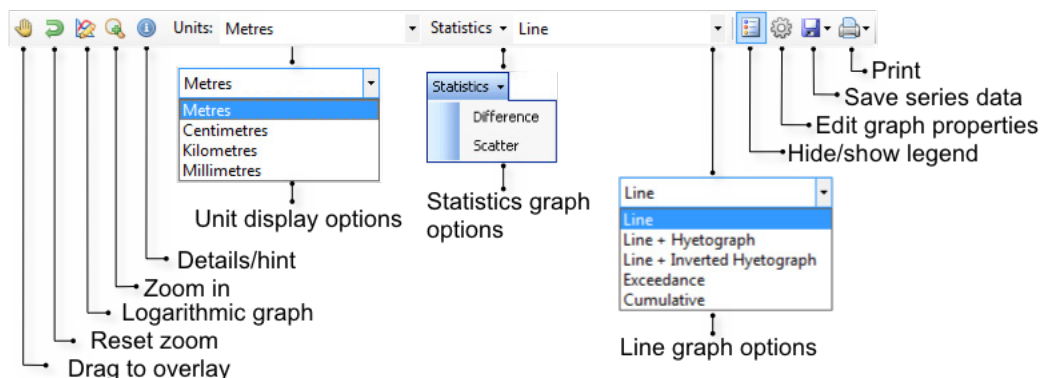 Units: Metres Statistics Line
Metres
Metres
Centimetres
Kilometres
Millimetres
Unit display options
Statistics
Difference
Scatter
Statistics graph
options
Line
Line
Line + Hyetograph
Line + Inverted Hyetograph
Exceedance
Cumulative
Line graph options
Print
Save series data
Edit graph properties
Hide/show legend
Details/hint
Zoom in
Logarithmic graph
Reset zoom
Drag to overlay